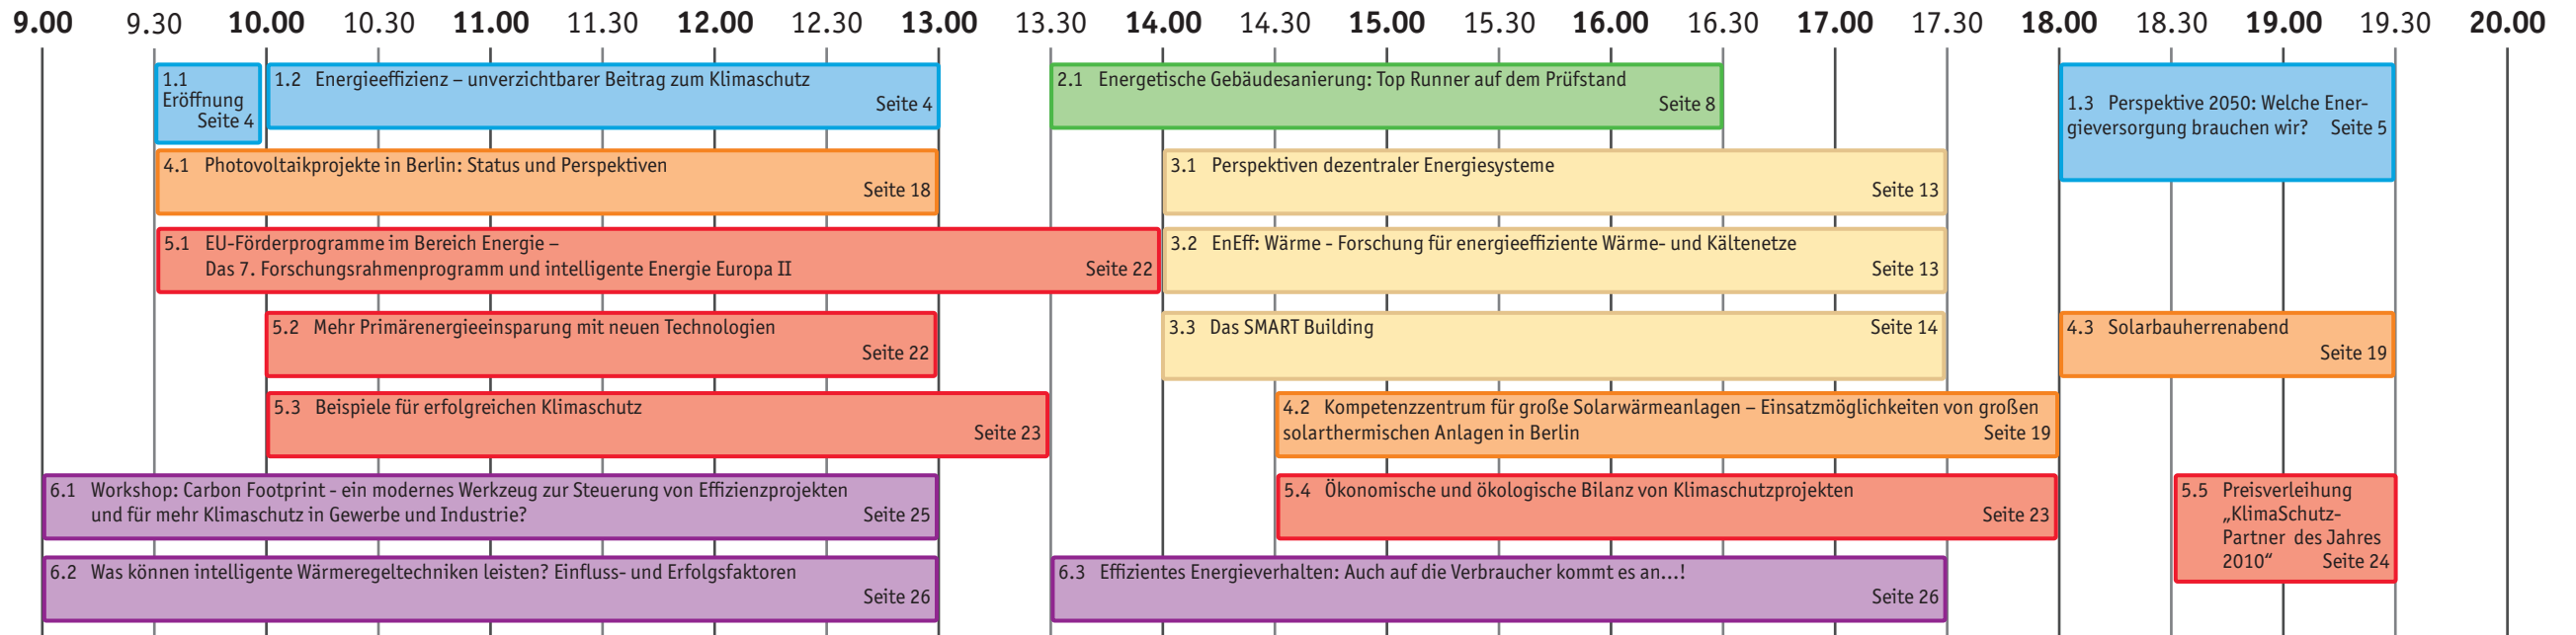 9.00 9.30 10.00 10.30 11.00 11.30 12.00 12.30 13.00 13.30 14.00 14.30 15.00 15.30 16.00 16.30 17.00 17.30 18.00 18.30 19.00 19.30 20.00
1.1
Eröffnung
Seite 4
1.2 Energieeffizienz – unverzichtbarer Beitrag zum Klimaschutz
Seite 4
2.1 Energetische Gebäudesanierung: Top Runner auf dem Prüfstand
Seite 8
1.3 Perspektive 2050: Welche Ener-
gieversorgung brauchen wir? Seite 5
4.1 Photovoltaikprojekte in Berlin: Status und Perspektiven
Seite 18
3.1 Perspektiven dezentraler Energiesysteme
Seite 13
5.1 EU-Förderprogramme im Bereich Energie –
Das 7. Forschungsrahmenprogramm und intelligente Energie Europa II Seite 22
3.2 EnEff: Wärme - Forschung für energieeffiziente Wärme- und Kältenetze
Seite 13
5.2 Mehr Primärenergieeinsparung mit neuen Technologien
Seite 22
3.3 Das SMART Building Seite 14
4.3 Solarbauherrenabend
Seite 19
5.3 Beispiele für erfolgreichen Klimaschutz
Seite 23
4.2 Kompetenzzentrum für große Solarwärmeanlagen – Einsatzmöglichkeiten von großen
solarthermischen Anlagen in Berlin Seite 19
6.1 Workshop: Carbon Footprint - ein modernes Werkzeug zur Steuerung von Effizienzprojekten
und für mehr Klimaschutz in Gewerbe und Industrie? Seite 25
5.4 Ökonomische und ökologische Bilanz von Klimaschutzprojekten
Seite 23
5.5 Preisverleihung
„KlimaSchutz-
Partner des Jahres
2010“ Seite 24
6.2 Was können intelligente Wärmeregeltechniken leisten? Einfluss- und Erfolgsfaktoren
Seite 26
6.3 Effizientes Energieverhalten: Auch auf die Verbraucher kommt es an...!
Seite 26